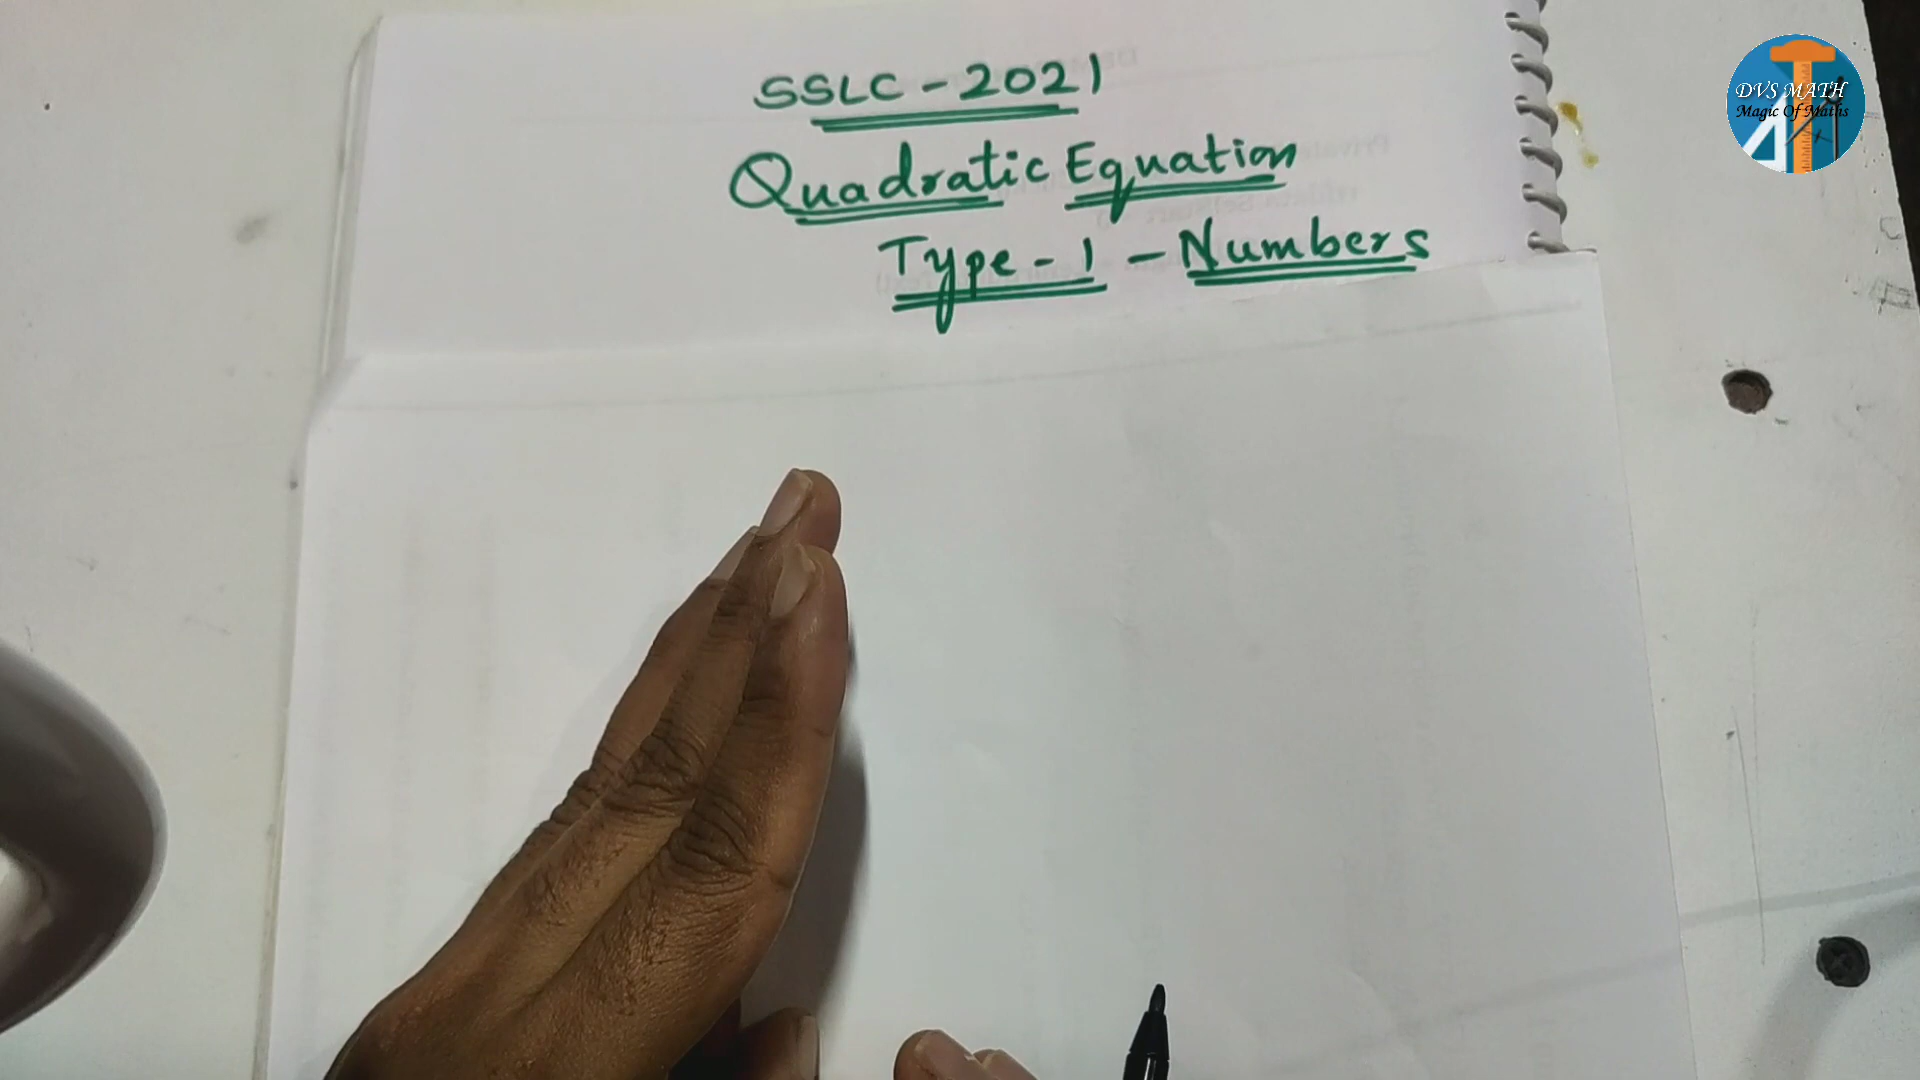 SSLC - 2021
Quadratic Equation
Type - 1 - Numbers
DVS MATH
Magic Of Maths